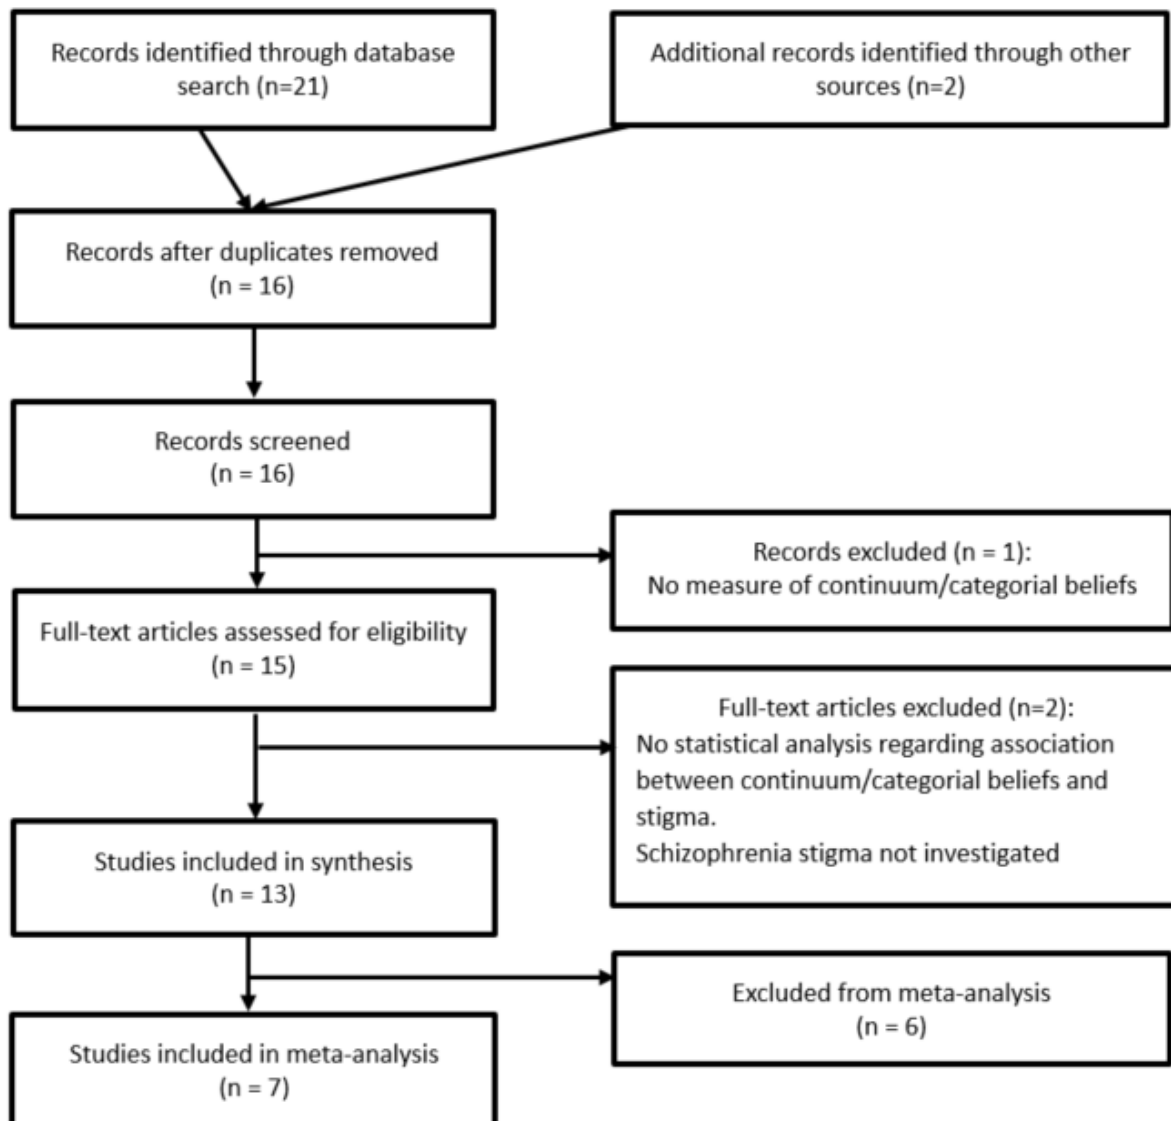 Records identified through database
search (n=21)
Additional records identified through other
sources (n=2)
Records after duplicates removed
(n = 16)
Records screened
(n = 16)
Records excluded (n = 1):
No measure of continuum/categorial beliefs
Full-text articles assessed for eligibility
(n = 15)
Full-text articles excluded (n=2):
No statistical analysis regarding association
between continuum/categorial beliefs and
stigma.
Schizophrenia stigma not investigated
Studies included in synthesis
(n = 13)
Excluded from meta-analysis
(n = 6)
Studies included in meta-analysis
(n = 7)